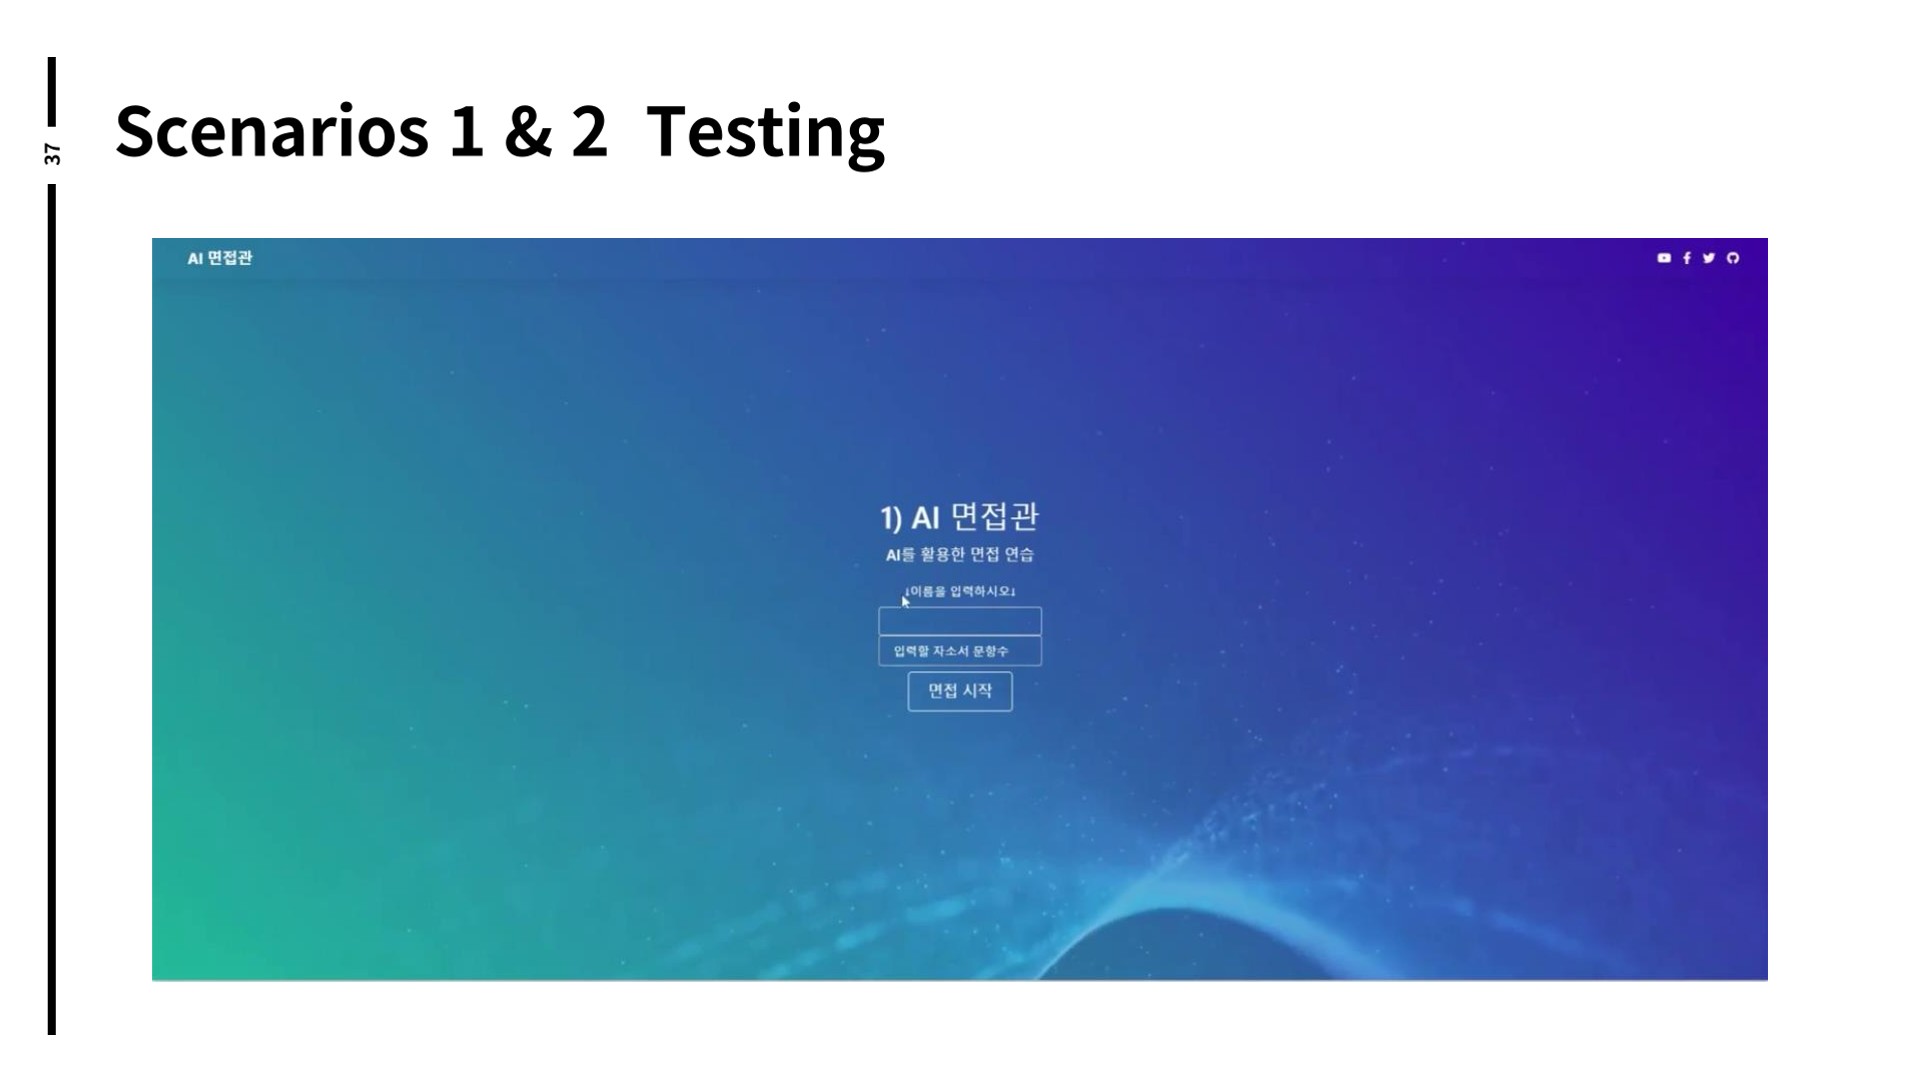 37
Scenarios 1 & 2 Testing
AI 면접관
1) AI 면접관
AI를 활용한 면접 연습
↓이름을 입력하시오↓
입력할 자소서 문항수
면접 시작